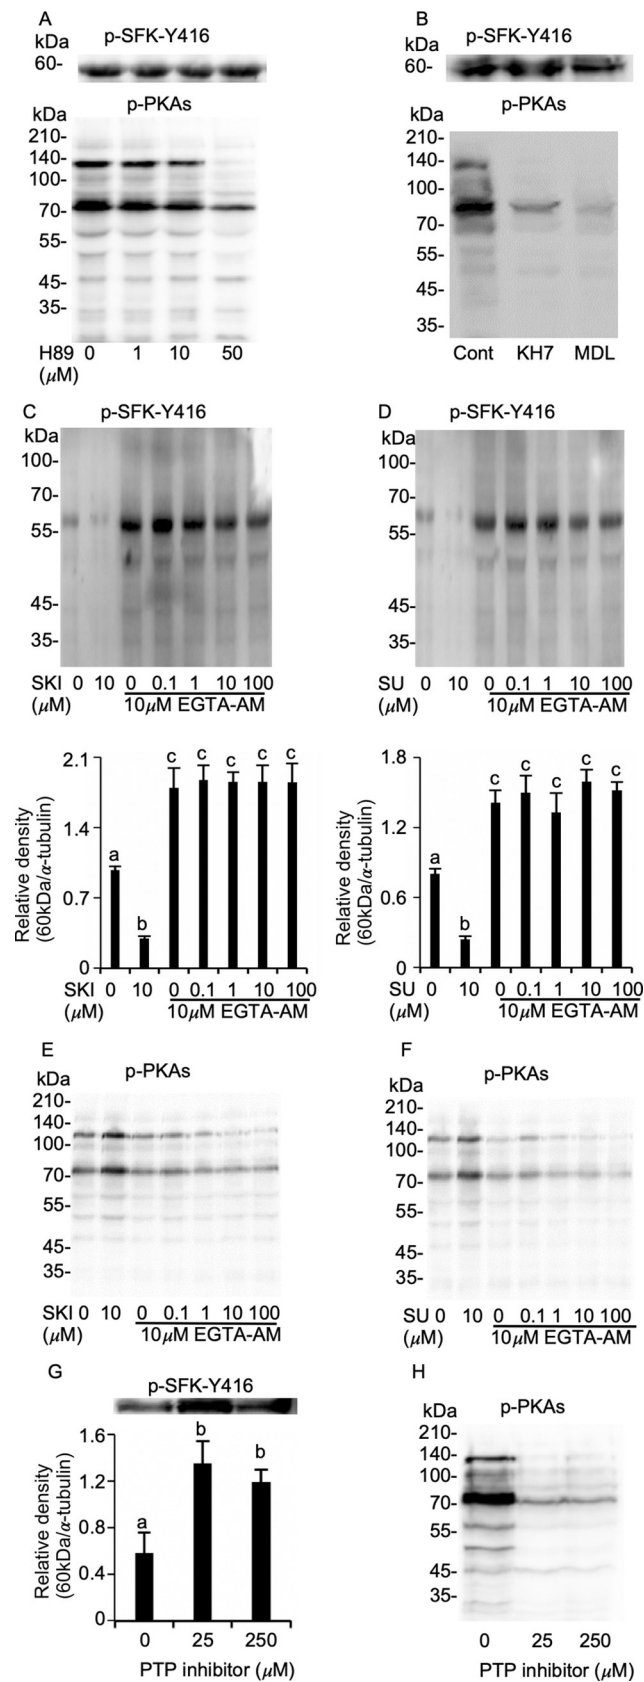 A
p-SFK-Y416
kDa
60-
p-PKAs
kDa
210-
140-
100-
70-
55-
45-
35-
H89 0 1 10 50
(μM)
B
p-SFK-Y416
kDa
60-
p-PKAs
kDa
210-
140-
100-
70-
55-
45-
35-
Cont KH7 MDL
C
p-SFK-Y416
kDa
100-
70-
55-
45-
35-
SKI 0 10 0 0.1 1 10 100
(μM) 10μM EGTA-AM
D
p-SFK-Y416
kDa
100-
70-
55-
45-
35-
SU 0 10 0 0.1 1 10 100
(μM) 10μM EGTA-AM
Relative density
(60kDa/α-tubulin)
2.1
1.4
0.7
0
a b c c c c c
SKI 0 10 0 0.1 1 10 100
(μM) 10μM EGTA-AM
Relative density
(60kDa/α-tubulin)
1.8
1.2
0.6
0
a b c c c c c
SU 0 10 0 0.1 1 10 100
(μM) 10μM EGTA-AM
E
p-PKAs
kDa
210-
140-
100-
70-
55-
45-
35-
SKI 0 10 0 0.1 1 10 100
(μM) 10μM EGTA-AM
F
p-PKAs
kDa
210-
140-
100-
70-
55-
45-
35-
SU 0 10 0 0.1 1 10 100
(μM) 10μM EGTA-AM
G
p-SFK-Y416
Relative density
(60kDa/α-tubulin)
1.6
1.2
0.8
0.4
0
a b b
0 25 250
PTP inhibitor (μM)
H
p-PKAs
kDa
210-
140-
100-
70-
55-
45-
35-
0 25 250
PTP inhibitor (μM)